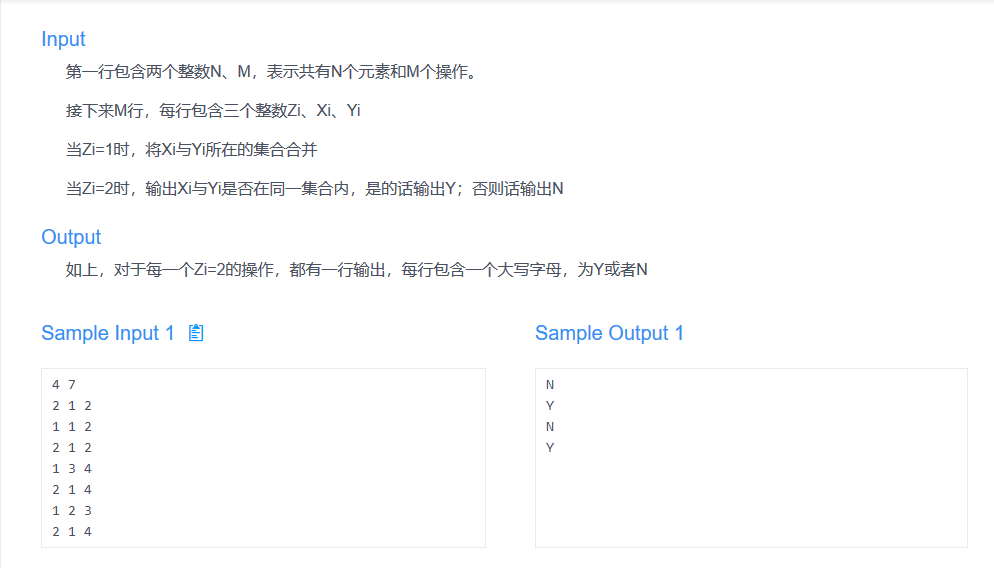 Input
第一行包含两个整数N、M，表示共有N个元素和M个操作。
接下来M行，每行包含三个整数Zi、Xi、Yi
当Zi=1时，将Xi与Yi所在的集合合并
当Zi=2时，输出Xi与Yi是否在同一集合内，是的话输出Y；否则话输出N
Output
如上，对于每一个Zi=2的操作，都有一行输出，每行包含一个大写字母，为Y或者N
Sample Input 1
4 7
2 1 2
1 1 2
2 1 2
1 3 4
2 1 4
1 2 3
2 1 4
Sample Output 1
N
Y
N
Y